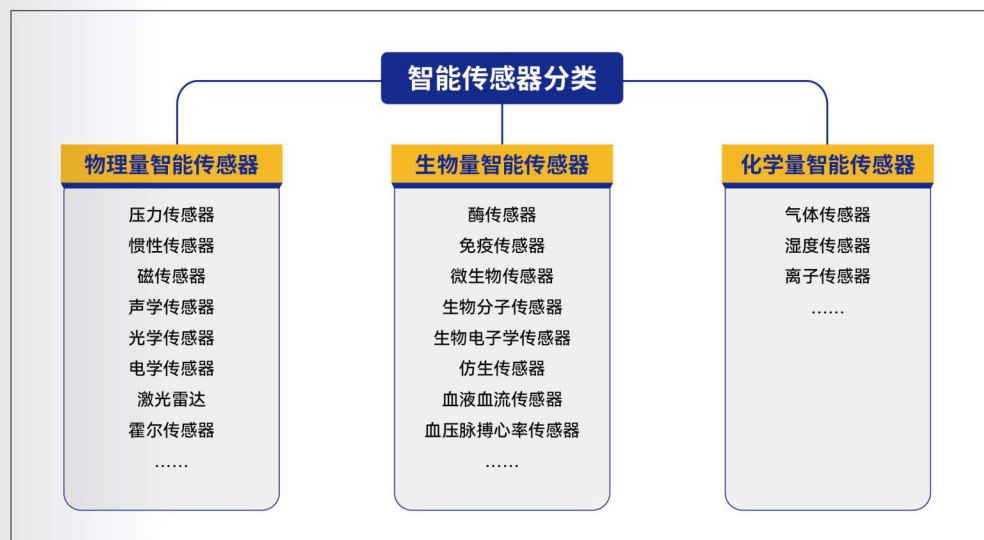 智能传感器分类
物理量智能传感器
压力传感器
惯性传感器
磁传感器
声学传感器
光学传感器
电学传感器
激光雷达
霍尔传感器
……
生物量智能传感器
酶传感器
免疫传感器
微生物传感器
生物分子传感器
生物电子学传感器
仿生传感器
血液血流传感器
血压脉搏心率传感器
……
化学量智能传感器
气体传感器
湿度传感器
离子传感器
……